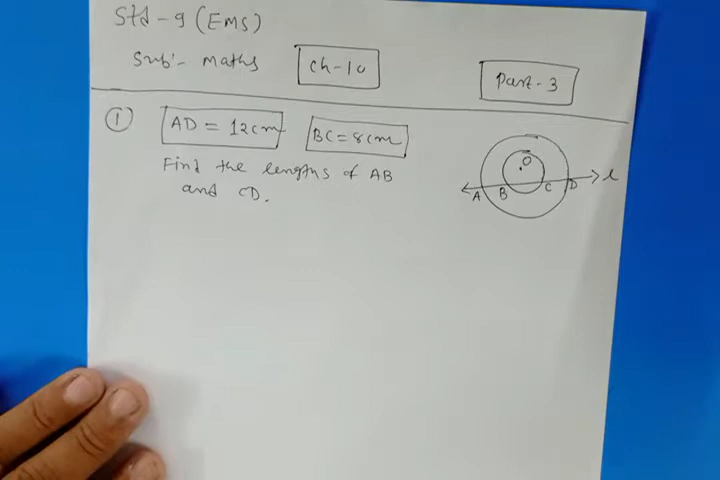 Std-9 (EMS)
Sub:- Maths
Ch-10
Part-3
1
AD = 12cm
BC = 8cm
Find the lengths of AB
and CD.
O
A B C D l